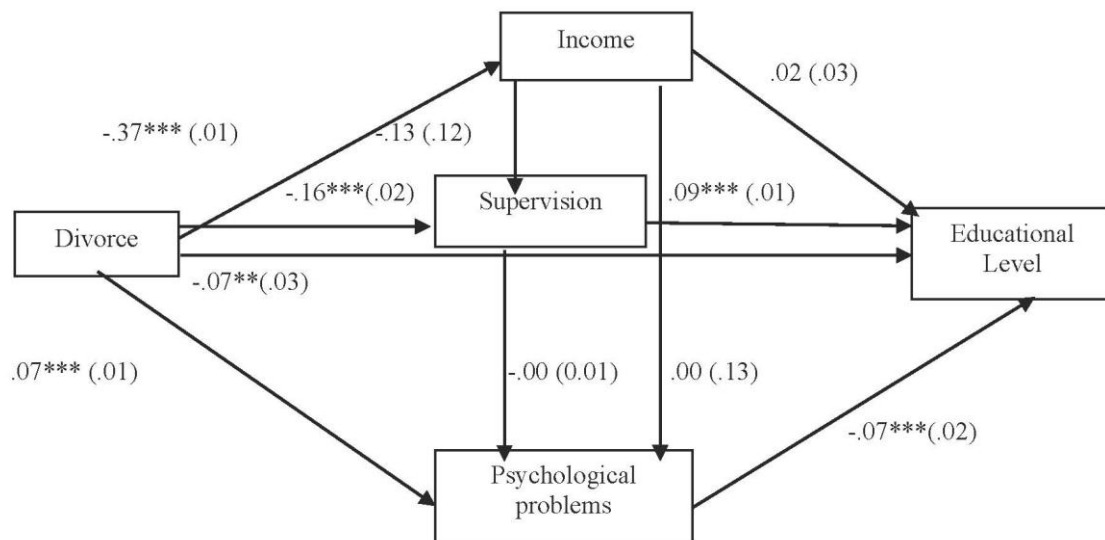 Income
.02 (.03)
-.37*** (.01)
-.13 (.12)
-.16***(.02)
Supervision
.09*** (.01)
Divorce
Educational
Level
-.07**(.03)
.07*** (.01)
-.00 (0.01)
.00 (.13)
-.07***(.02)
Psychological
problems